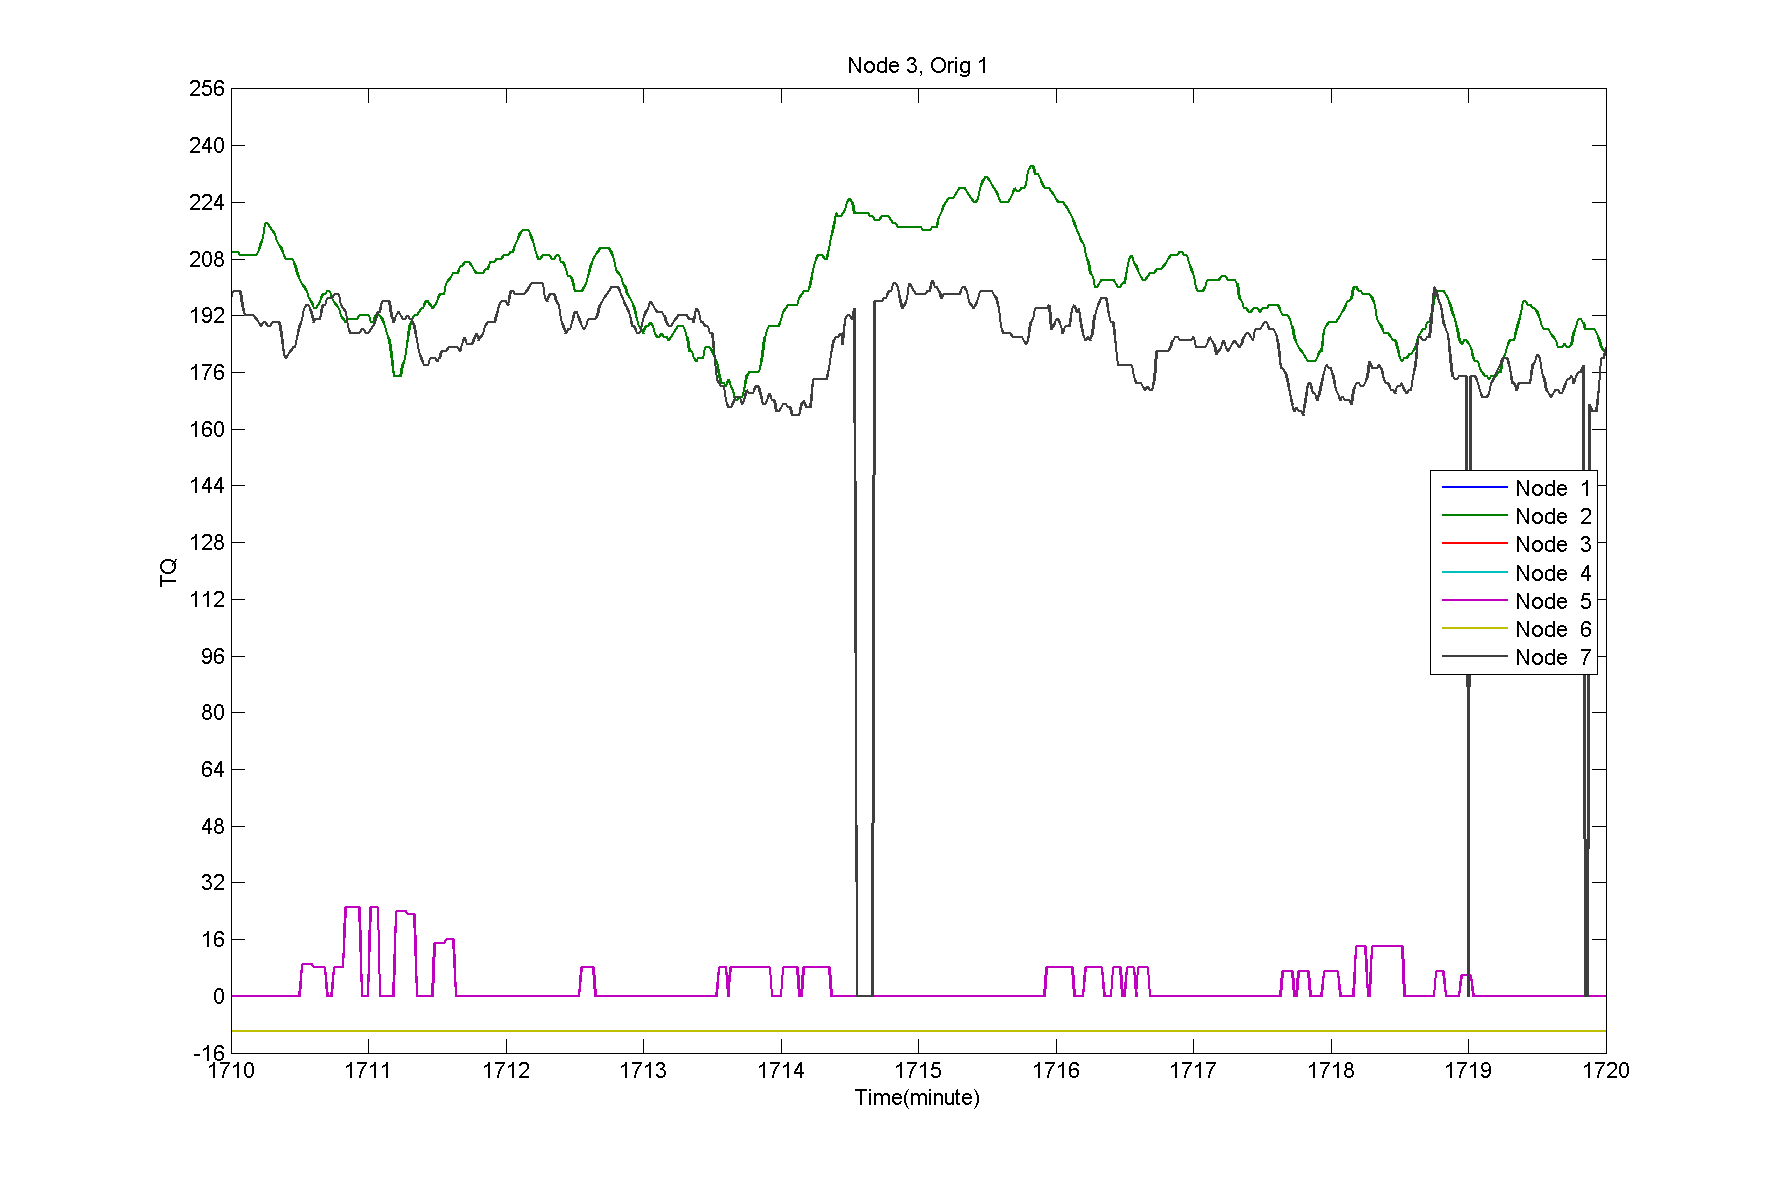 Node 3, Orig 1
256
240
224
208
192
176
160
144
128
112
96
80
64
48
32
16
0
-16
TQ
Node 1
Node 2
Node 3
Node 4
Node 5
Node 6
Node 7
1710 1711 1712 1713 1714 1715 1716 1717 1718 1719 1720
Time(minute)